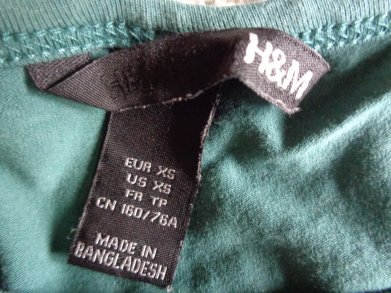 H&M
EUR XS
US XS
FR TP
CN 160/76A
MADE IN
BANGLADESH